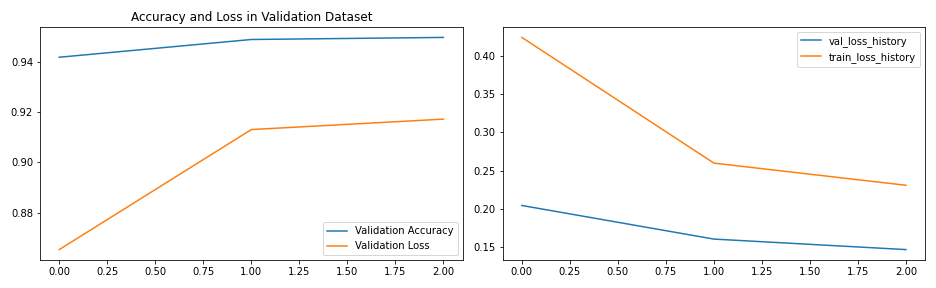 Accuracy and Loss in Validation Dataset
0.94
0.92
0.90
0.88
0.00 0.25 0.50 0.75 1.00 1.25 1.50 1.75 2.00
Validation Accuracy
Validation Loss
0.40
0.35
0.30
0.25
0.20
0.15
0.00 0.25 0.50 0.75 1.00 1.25 1.50 1.75 2.00
val_loss_history
train_loss_history